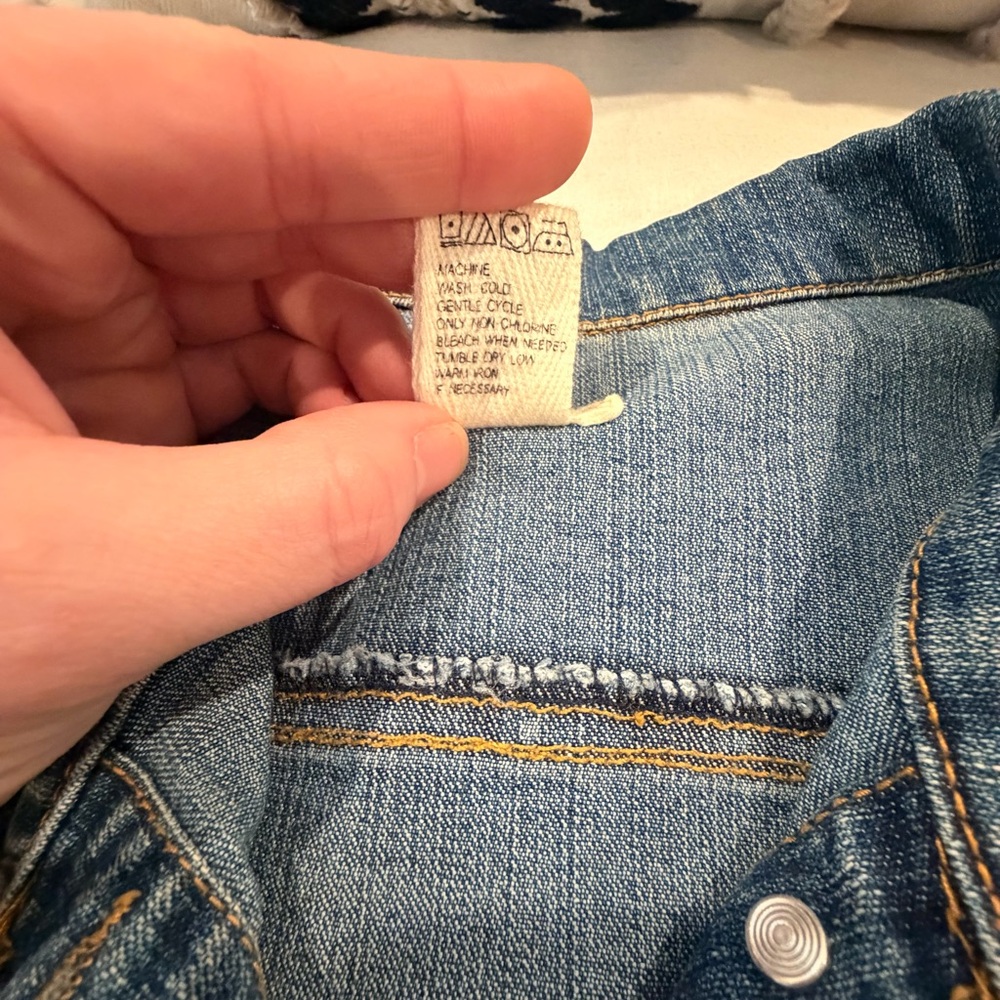 MACHINE
WASH COLD
GENTLE CYCLE
ONLY NON-CHLORINE
BLEACH WHEN NEEDED
TUMBLE DRY LOW
WARM IRON
IF NECESSARY